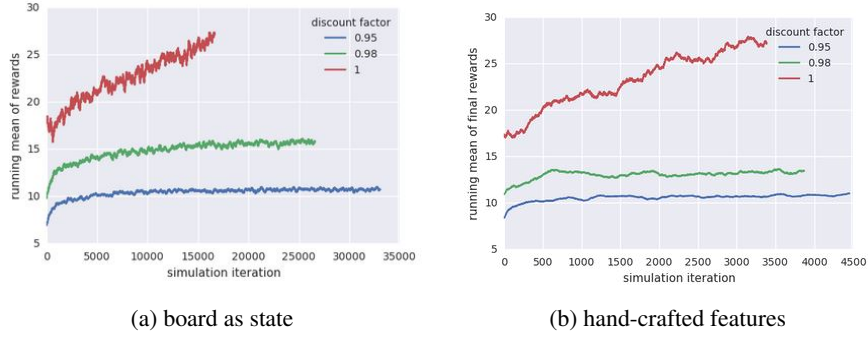 30
25
20
15
10
5
running mean of rewards
discount factor
0.95
0.98
1
0 5000 10000 15000 20000 25000 30000 35000
simulation iteration
(a) board as state
30
25
20
15
10
5
running mean of final rewards
discount factor
0.95
0.98
1
0 500 1000 1500 2000 2500 3000 3500 4000 4500
simulation iteration
(b) hand-crafted features